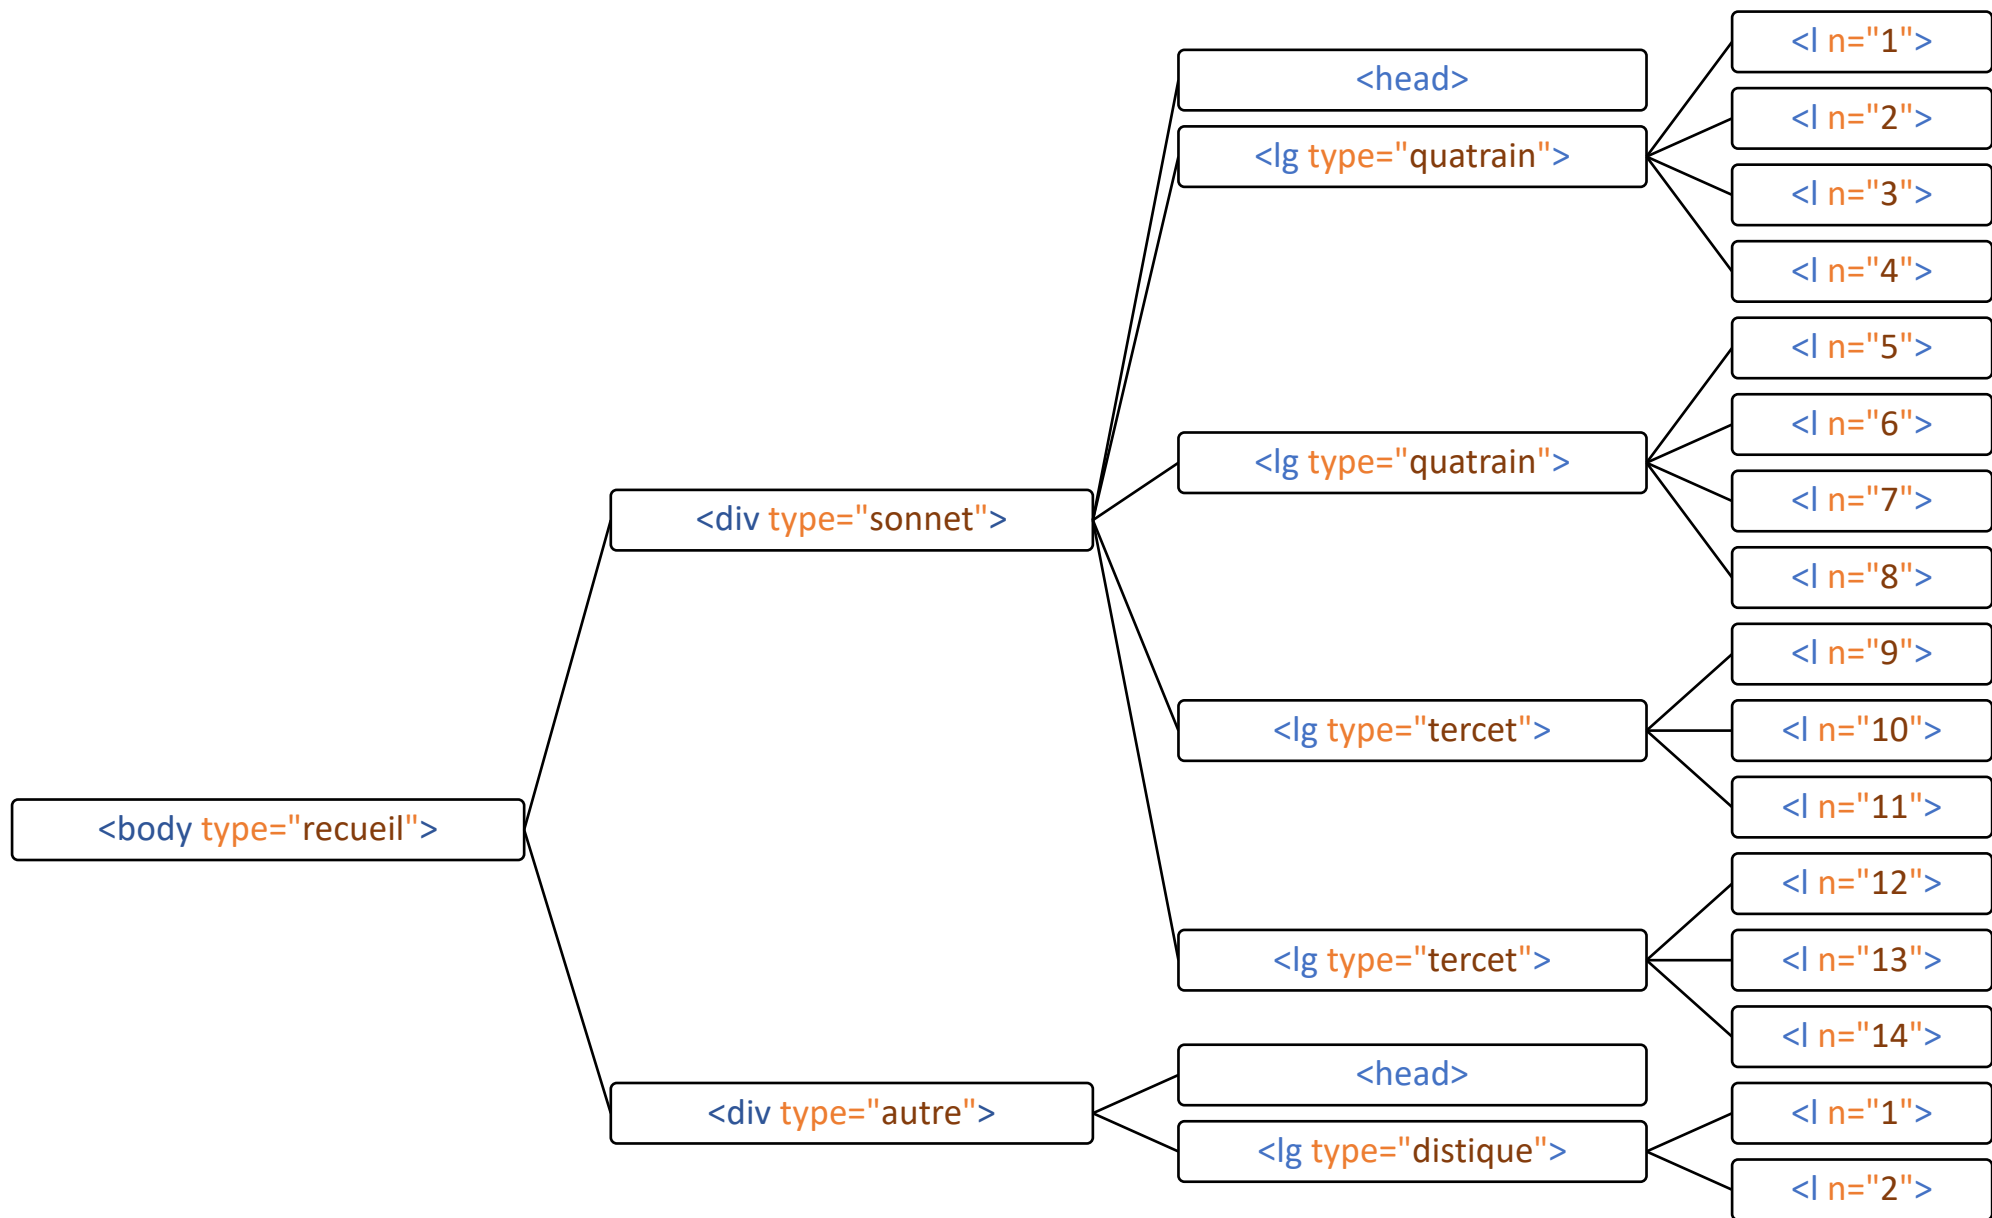 <body type="recueil">
<div type="sonnet">
<head>
<lg type="quatrain">
<l n="1">
<l n="2">
<l n="3">
<l n="4">
<lg type="quatrain">
<l n="5">
<l n="6">
<l n="7">
<l n="8">
<lg type="tercet">
<l n="9">
<l n="10">
<l n="11">
<lg type="tercet">
<l n="12">
<l n="13">
<l n="14">
<div type="autre">
<head>
<lg type="distique">
<l n="1">
<l n="2">